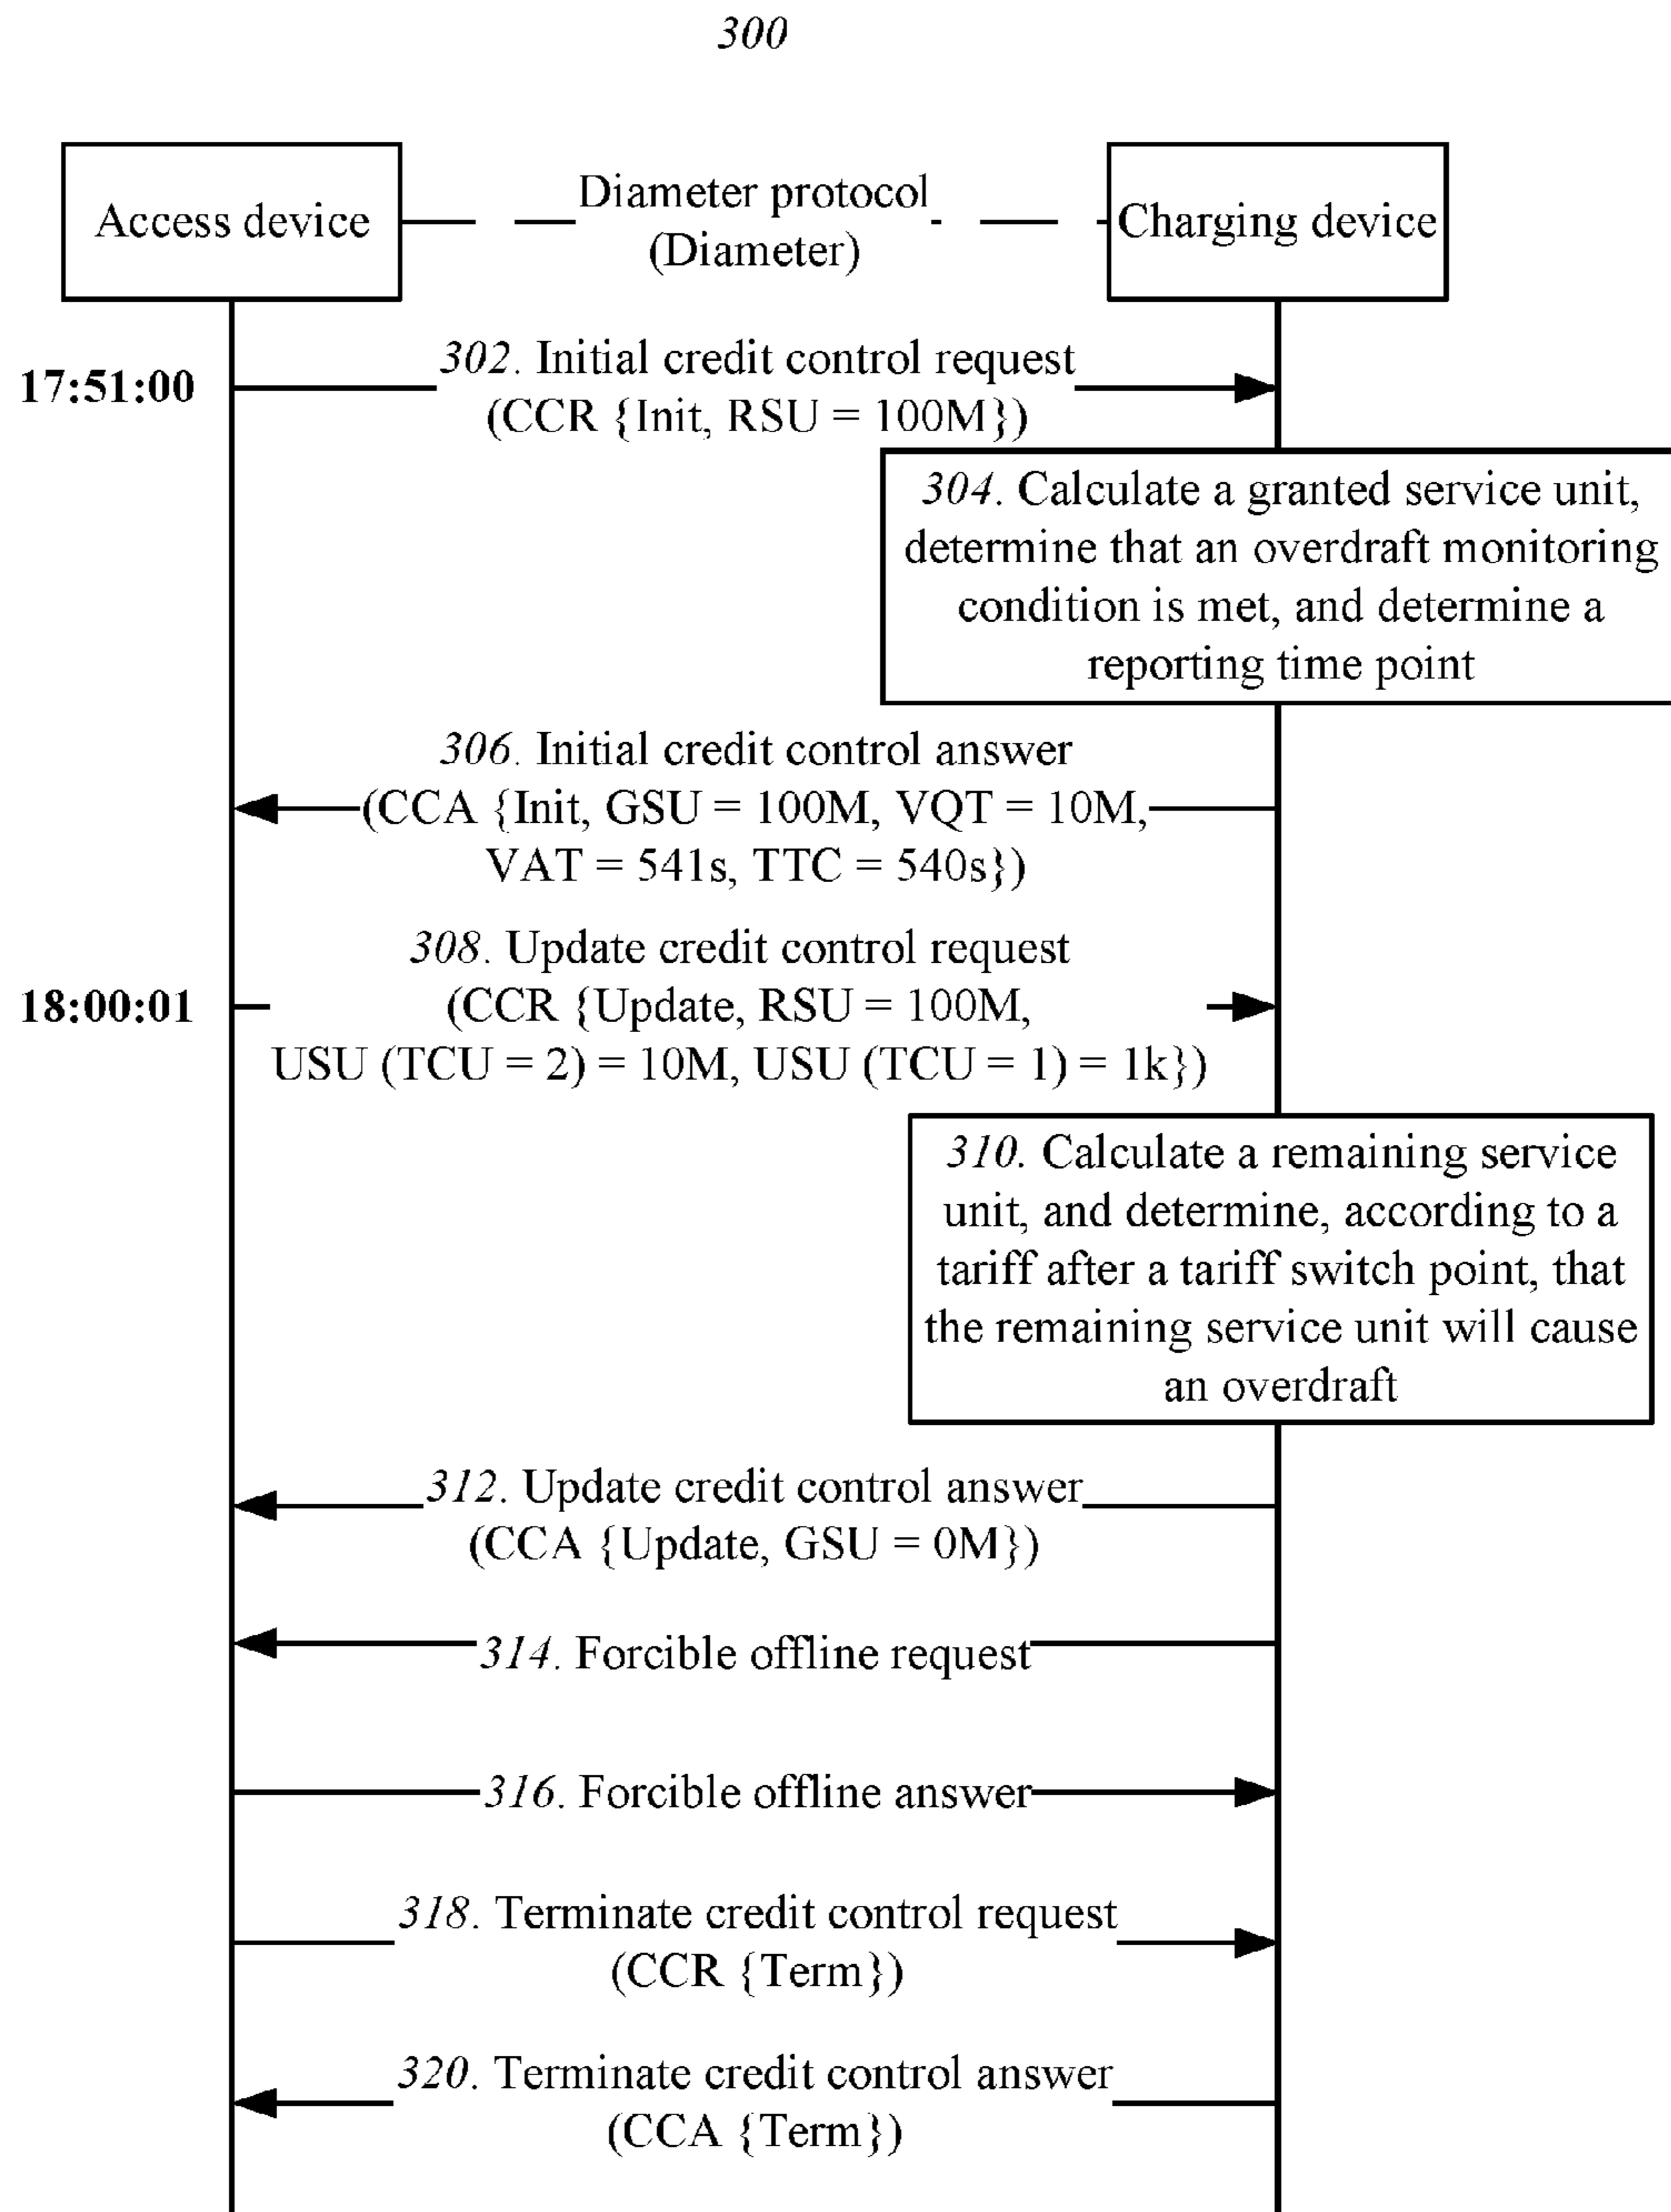 300
Access device
Diameter protocol
(Diameter)
Charging device
17:51:00
302. Initial credit control request
(CCR {Init, RSU = 100M})
304. Calculate a granted service unit,
determine that an overdraft monitoring
condition is met, and determine a
reporting time point
306. Initial credit control answer
(CCA {Init, GSU = 100M, VQT = 10M,
VAT = 541s, TTC = 540s})
18:00:01
308. Update credit control request
(CCR {Update, RSU = 100M,
USU (TCU = 2) = 10M, USU (TCU = 1) = 1k})
310. Calculate a remaining service
unit, and determine, according to a
tariff after a tariff switch point, that
the remaining service unit will cause
an overdraft
312. Update credit control answer
(CCA {Update, GSU = 0M})
314. Forcible offline request
316. Forcible offline answer
318. Terminate credit control request
(CCR {Term})
320. Terminate credit control answer
(CCA {Term})